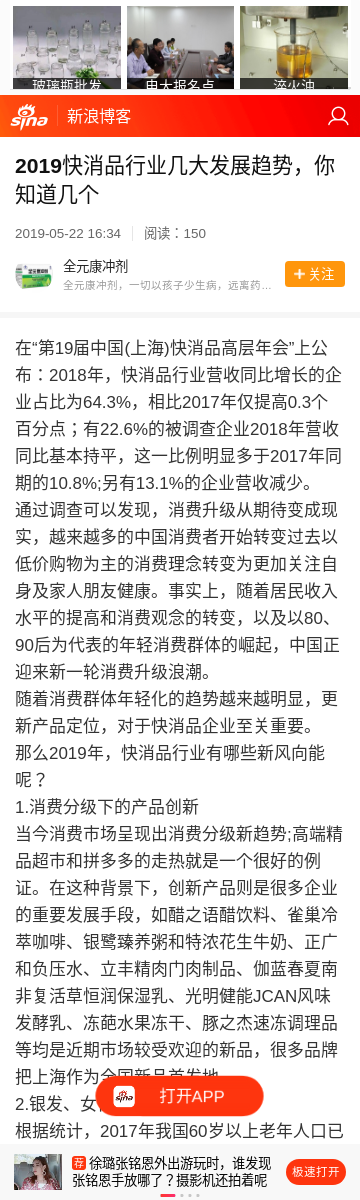 玻璃瓶批发 电大报名点 淬火油
sina 新浪博客
2019快消品行业几大发展趋势，你
知道几个
2019-05-22 16:34 阅读：150
全元康冲剂
全元康冲剂，一切以孩子少生病，远离药…
+ 关注
在“第19届中国(上海)快消品高层年会”上公
布：2018年，快消品行业营收同比增长的企
业占比为64.3%，相比2017年仅提高0.3个
百分点；有22.6%的被调查企业2018年营收
同比基本持平，这一比例明显多于2017年同
期的10.8%;另有13.1%的企业营收减少。
通过调查可以发现，消费升级从期待变成现
实，越来越多的中国消费者开始转变过去以
低价购物为主的消费理念转变为更加关注自
身及家人朋友健康。事实上，随着居民收入
水平的提高和消费观念的转变，以及以80、
90后为代表的年轻消费群体的崛起，中国正
迎来新一轮消费升级浪潮。
随着消费群体年轻化的趋势越来越明显，更
新产品定位，对于快消品企业至关重要。
那么2019年，快消品行业有哪些新风向能
呢？
1.消费分级下的产品创新
当今消费市场呈现出消费分级新趋势;高端精
品超市和拼多多的走热就是一个很好的例
证。在这种背景下，创新产品则是很多企业
的重要发展手段，如醋之语醋饮料、雀巢冷
萃咖啡、银鹭臻养粥和特浓花生牛奶、正广
和负压水、立丰精肉门肉制品、伽蓝春夏南
非复活草恒润保湿乳、光明健能JCAN风味
发酵乳、冻葩水果冻干、豚之杰速冻调理品
等均是近期市场较受欢迎的新品，很多品牌
把上海作为全国新品首发地
2.银发、女
sina 打开APP
根据统计，2017年我国60岁以上老年人口已
荐 徐璐张铭恩外出游玩时，谁发现
张铭恩手放哪了？摄影机还拍着呢
极速打开